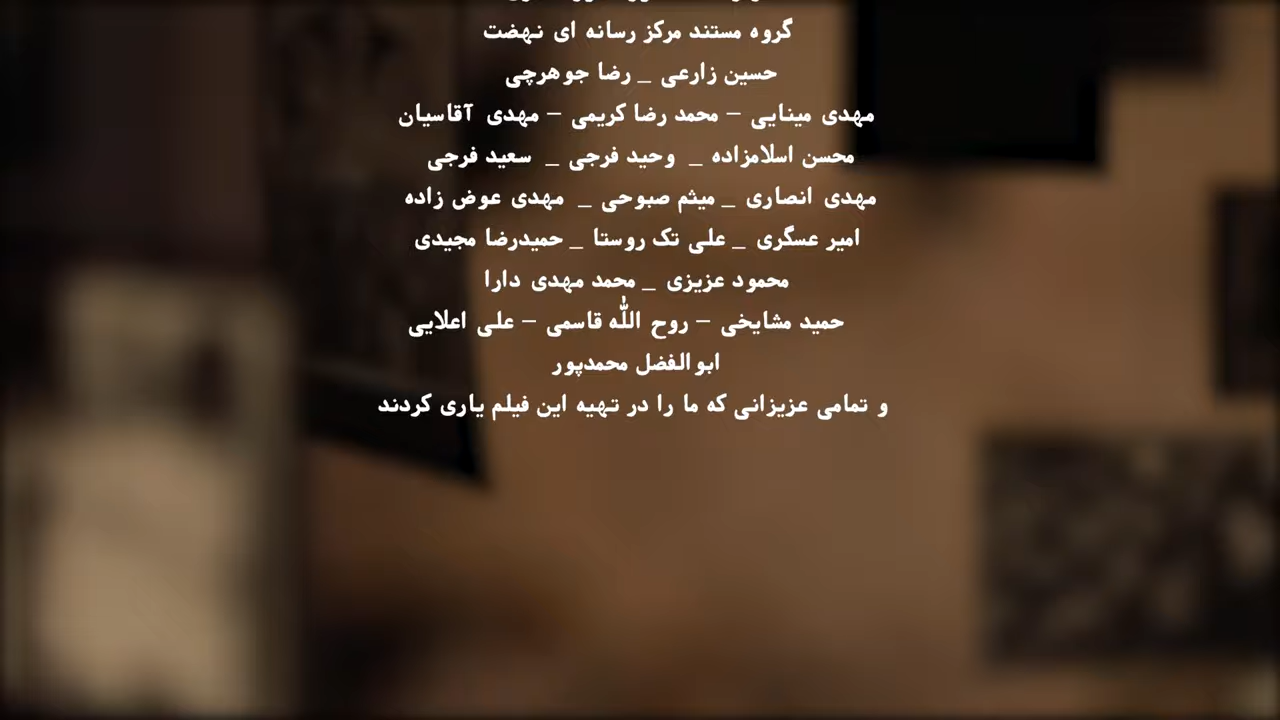 گروه مستند مرکز رسانه ای نهضت
حسین زارعی _ رضا جوهرچی
مهدی مینایی – محمد رضا کریمی – مهدی آقاسیان
محسن اسلامزاده _ وحید فرجی _ سعید فرجی
مهدی انصاری _ میثم صبوحی _ مهدی عوض زاده
امیر عسگری _ علی تک روستا _ حمیدرضا مجیدی
محمود عزیزی _ محمد مهدی دارا
حمید مشایخی – روح الله قاسمی – علی اعلایی
ابوالفضل محمدپور
و تمامی عزیزانی که ما را در تهیه این فیلم یاری کردند